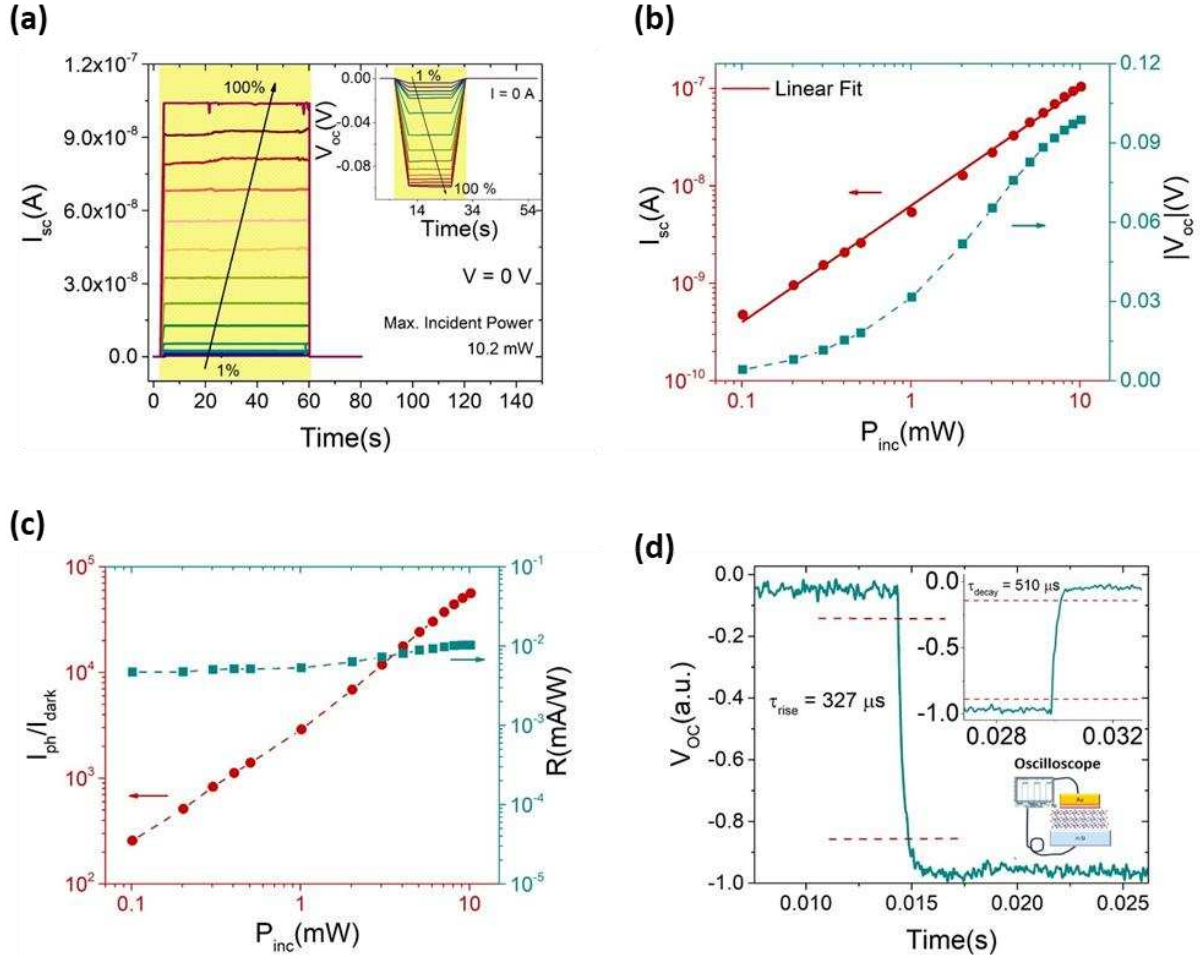 (a)
1.2x10⁻⁷
9.0x10⁻⁸
6.0x10⁻⁸
3.0x10⁻⁸
0.0
I_sc(A)
0 20 40 60 80 100 120 140
Time(s)
100%
1%
V = 0 V
Max. Incident Power
10.2 mW
0.00
-0.04
-0.08
V_oc(V)
1 %
I = 0 A
100 %
14 34 54
Time(s)
(b)
Linear Fit
10⁻⁷
10⁻⁸
10⁻⁹
10⁻¹⁰
I_sc(A)
0.12
0.09
0.06
0.03
0.00
|V_oc|(V)
0.1 1 10
P_inc(mW)
(c)
10⁵
10⁴
10³
10²
I_ph/I_dark
10⁻¹
10⁻²
10⁻³
10⁻⁴
10⁻⁵
R(mA/W)
0.1 1 10
P_inc(mW)
(d)
0.0
-0.2
-0.4
-0.6
-0.8
-1.0
V_OC(a.u.)
τ_rise = 327 μs
0.0
-0.5
-1.0
τ_decay = 510 μs
0.028 0.032
Oscilloscope
0.010 0.015 0.020 0.025
Time(s)